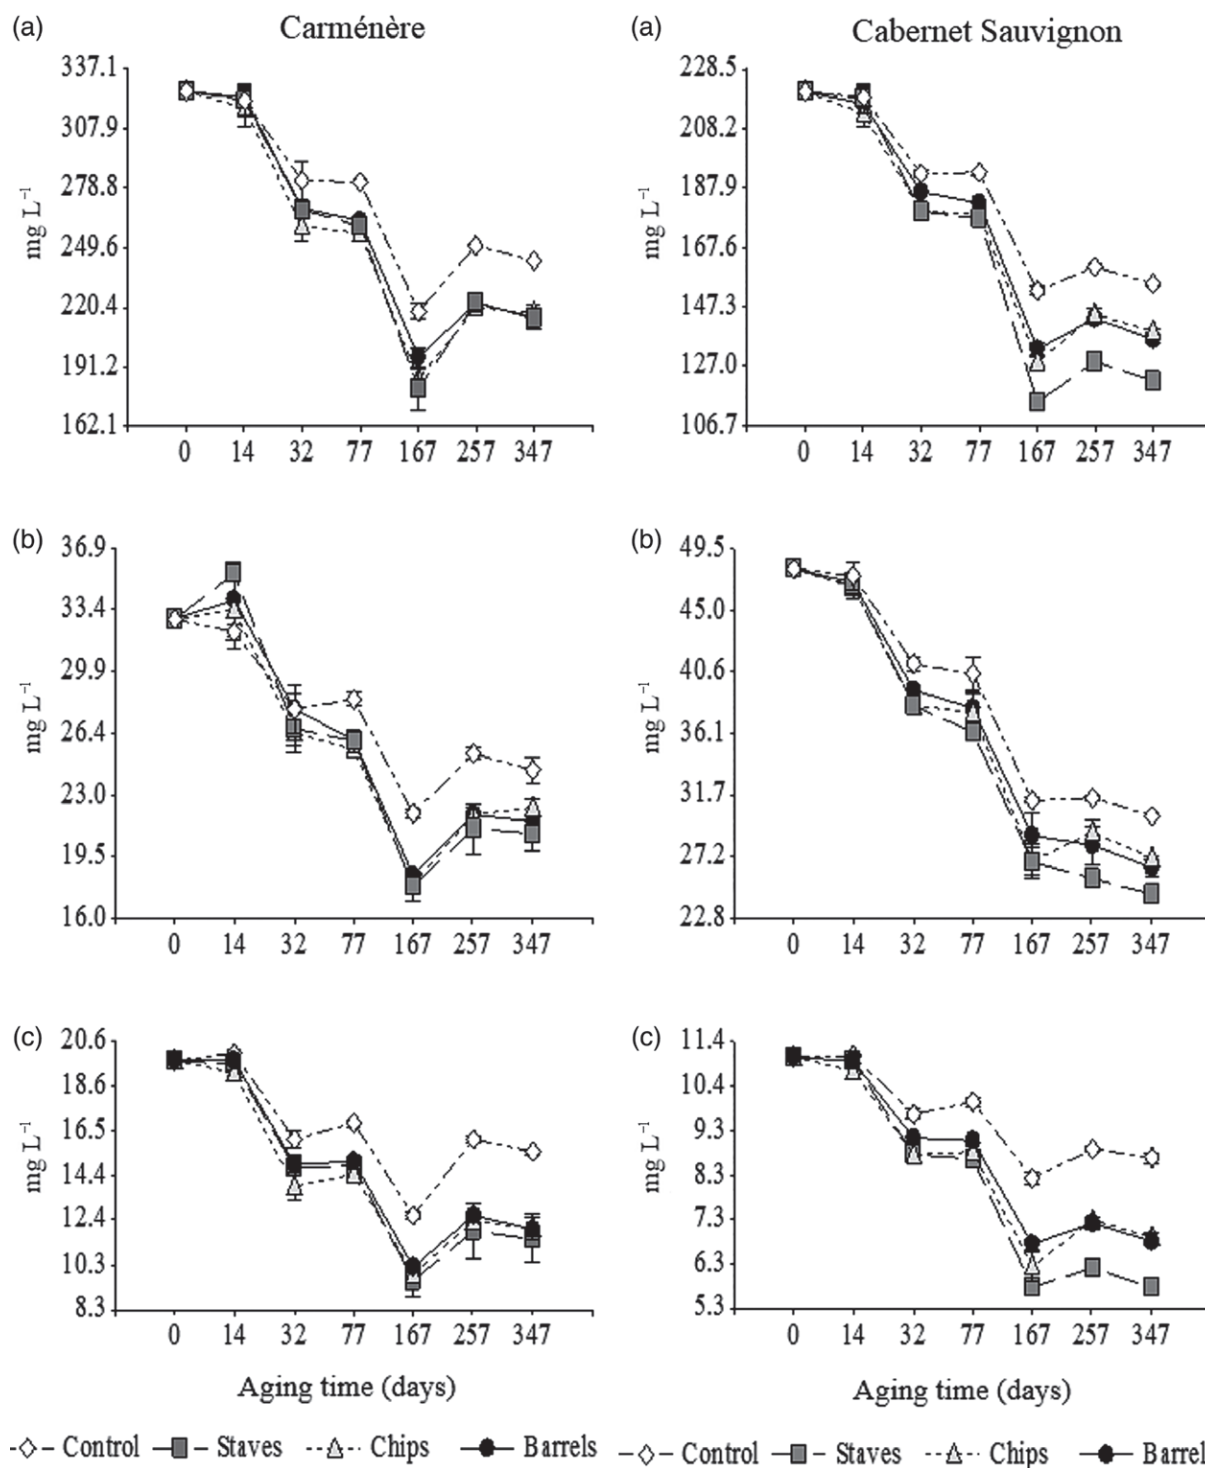 (a) Carménère
337.1
307.9
278.8
249.6
220.4
191.2
162.1
mg L⁻¹
0 14 32 77 167 257 347
(a) Cabernet Sauvignon
228.5
208.2
187.9
167.6
147.3
127.0
106.7
mg L⁻¹
0 14 32 77 167 257 347
(b)
36.9
33.4
29.9
26.4
23.0
19.5
16.0
mg L⁻¹
0 14 32 77 167 257 347
(b)
49.5
45.0
40.6
36.1
31.7
27.2
22.8
mg L⁻¹
0 14 32 77 167 257 347
(c)
20.6
18.6
16.5
14.4
12.4
10.3
8.3
mg L⁻¹
0 14 32 77 167 257 347
Aging time (days)
(c)
11.4
10.4
9.3
8.3
7.3
6.3
5.3
mg L⁻¹
0 14 32 77 167 257 347
Aging time (days)
Control Staves Chips Barrels
Control Staves Chips Barrel